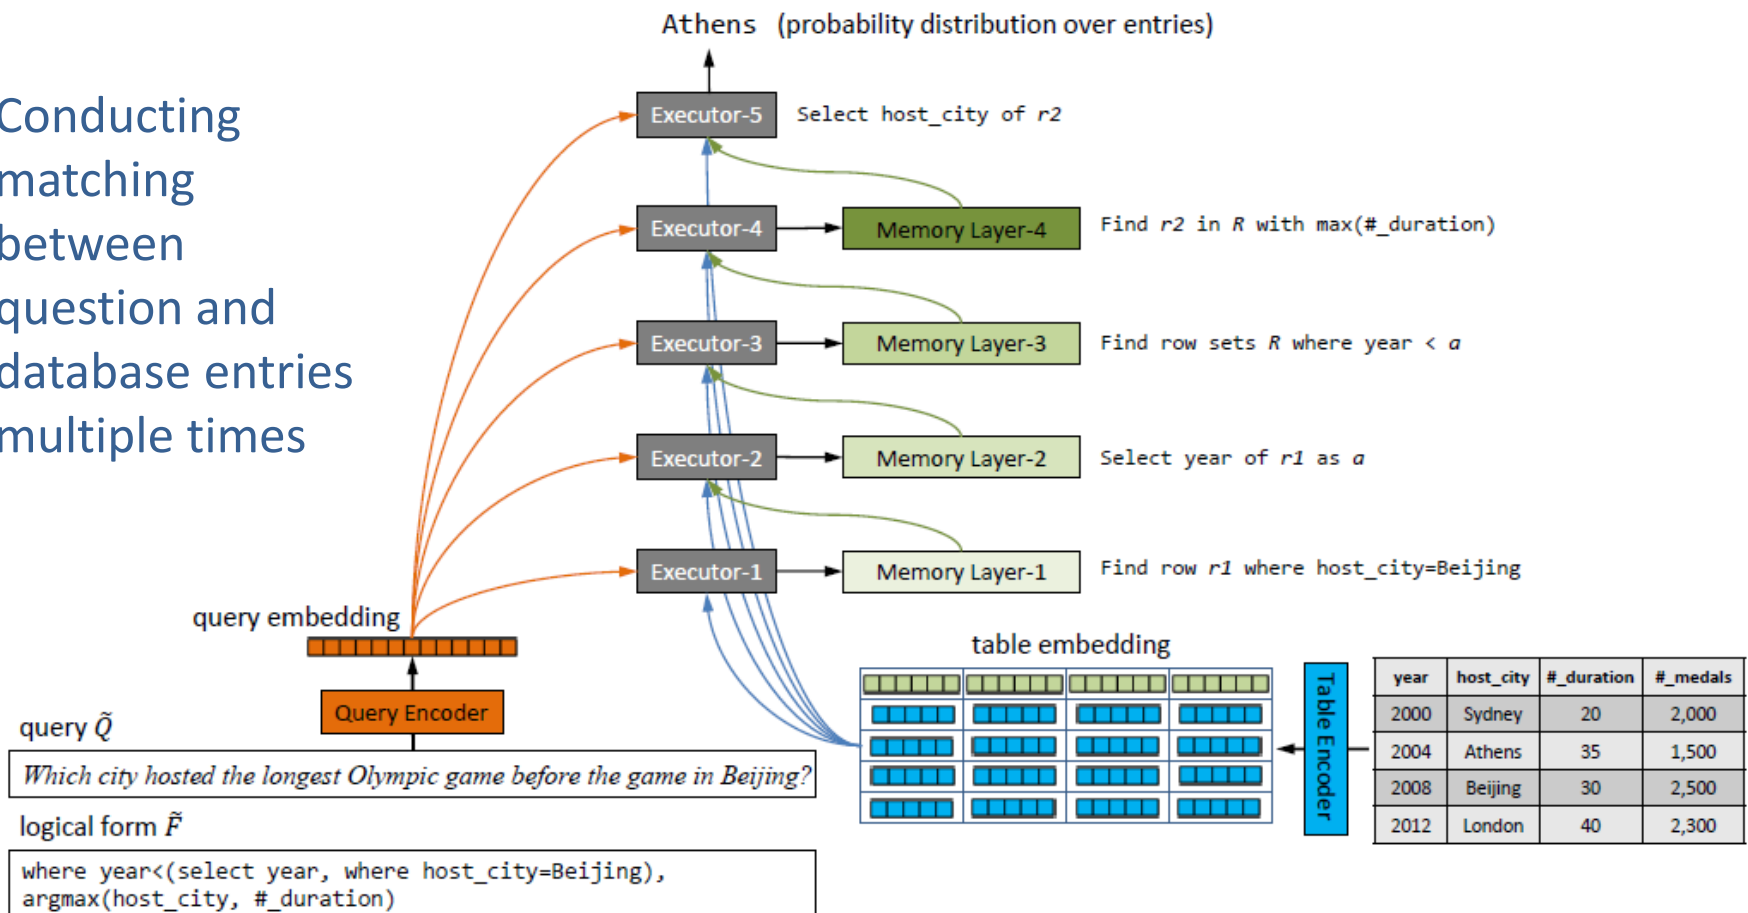 Athens (probability distribution over entries)
Conducting
matching
between
question and
database entries
multiple times
Executor-5
Select host_city of r2
Executor-4
Memory Layer-4
Find r2 in R with max(#_duration)
Executor-3
Memory Layer-3
Find row sets R where year < a
Executor-2
Memory Layer-2
Select year of r1 as a
Executor-1
Memory Layer-1
Find row r1 where host_city=Beijing
query embedding
Query Encoder
query Q̃
Which city hosted the longest Olympic game before the game in Beijing?
logical form F̃
where year<(select year, where host_city=Beijing),
argmax(host_city, #_duration)
table embedding
Table Encoder
year host_city #_duration #_medals
2000 Sydney 20 2,000
2004 Athens 35 1,500
2008 Beijing 30 2,500
2012 London 40 2,300